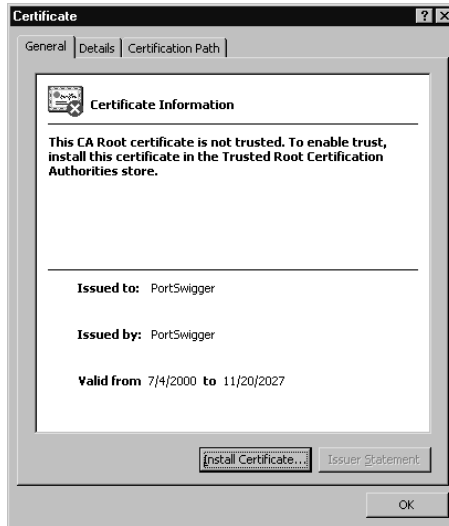 Certificate
General Details Certification Path
Certificate Information
This CA Root certificate is not trusted. To enable trust,
install this certificate in the Trusted Root Certification
Authorities store.
Issued to: PortSwigger
Issued by: PortSwigger
Valid from 7/4/2000 to 11/20/2027
Install Certificate... Issuer Statement
OK